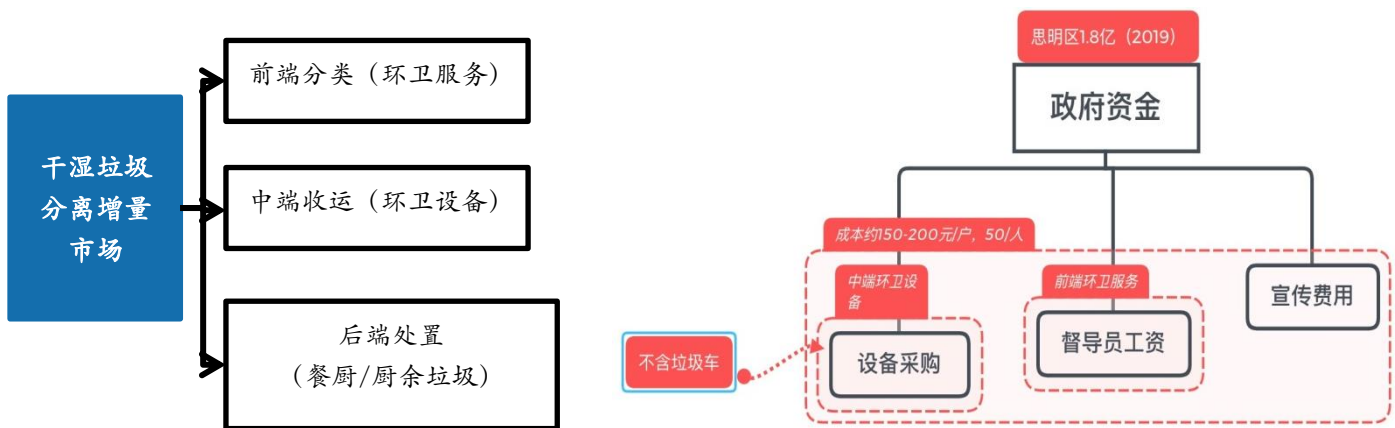 干湿垃圾
分离增量
市场
前端分类（环卫服务）
中端收运（环卫设备）
后端处置
（餐厨/厨余垃圾）
思明区1.8亿（2019）
政府资金
成本约150-200元/户，50/人
中端环卫设
备
设备采购
前端环卫服务
督导员工资
宣传费用
不含垃圾车